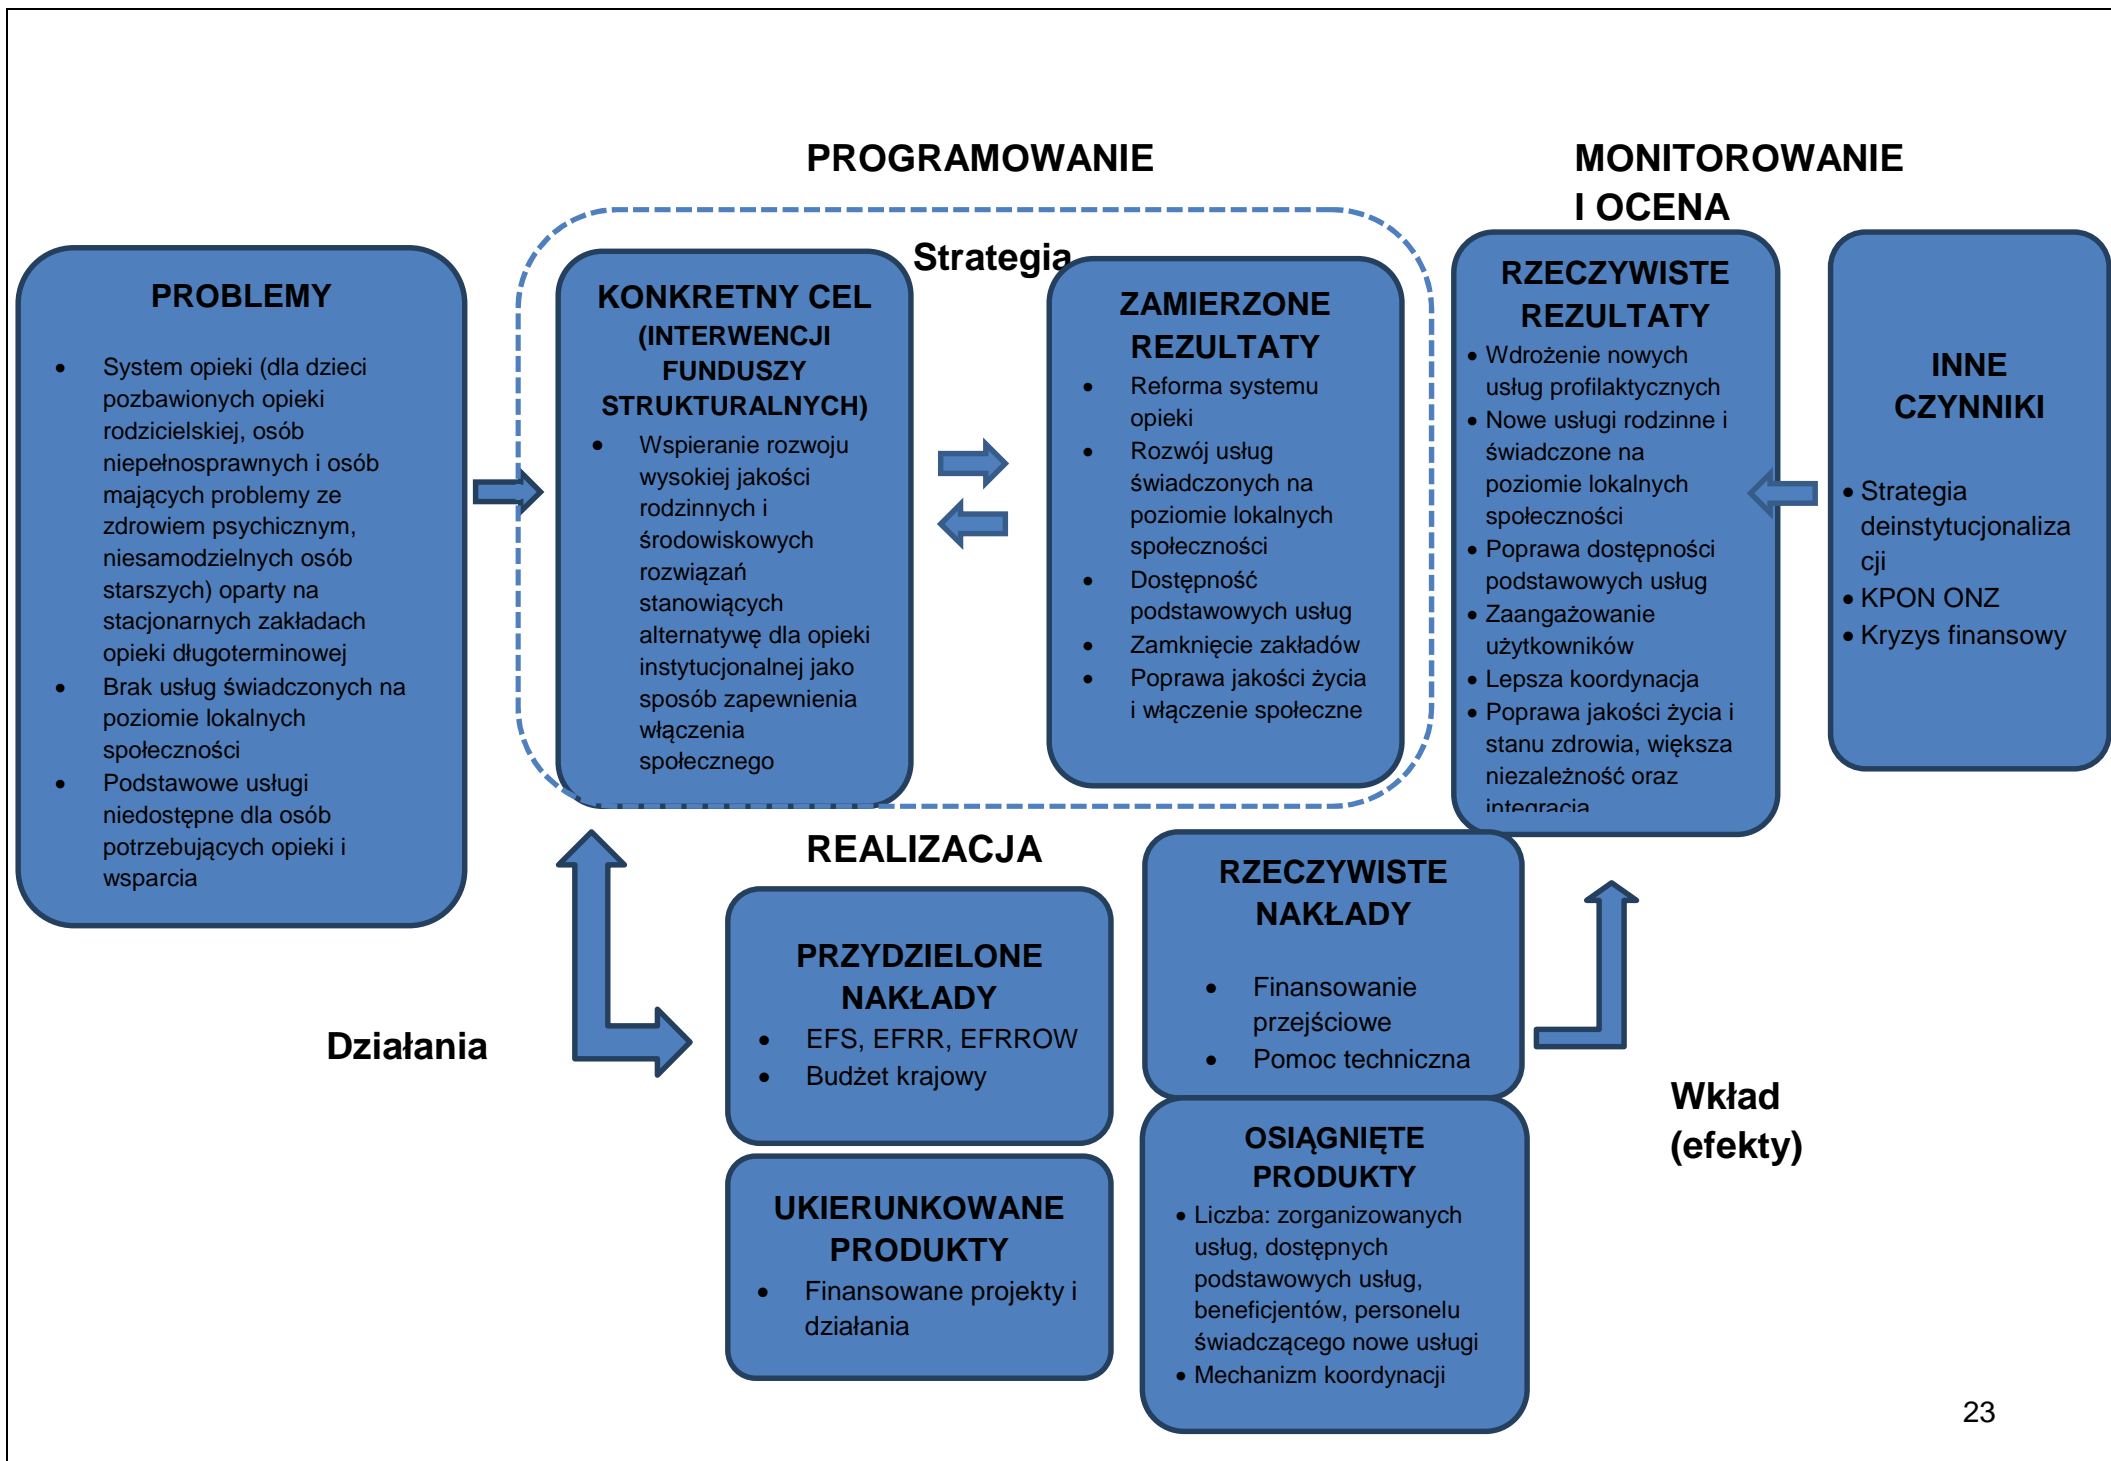 PROGRAMOWANIE
MONITOROWANIE
I OCENA
Strategia
PROBLEMY
• System opieki (dla dzieci
pozbawionych opieki
rodzicielskiej, osób
niepełnosprawnych i osób
mających problemy ze
zdrowiem psychicznym,
niesamodzielnych osób
starszych) oparty na
stacjonarnych zakładach
opieki długoterminowej
• Brak usług świadczonych na
poziomie lokalnych
społeczności
• Podstawowe usługi
niedostępne dla osób
potrzebujących opieki i
wsparcia
KONKRETNY CEL
(INTERWENCJI
FUNDUSZY
STRUKTURALNYCH)
• Wspieranie rozwoju
wysokiej jakości
rodzinnych i
środowiskowych
rozwiązań
stanowiących
alternatywę dla opieki
instytucjonalnej jako
sposób zapewnienia
włączenia
społecznego
ZAMIERZONE
REZULTATY
• Reforma systemu
opieki
• Rozwój usług
świadczonych na
poziomie lokalnych
społeczności
• Dostępność
podstawowych usług
• Zamknięcie zakładów
• Poprawa jakości życia
i włączenie społeczne
RZECZYWISTE
REZULTATY
• Wdrożenie nowych
usług profilaktycznych
• Nowe usługi rodzinne i
świadczone na
poziomie lokalnych
społeczności
• Poprawa dostępności
podstawowych usług
• Zaangażowanie
użytkowników
• Lepsza koordynacja
• Poprawa jakości życia i
stanu zdrowia, większa
niezależność oraz
integracja
INNE
CZYNNIKI
• Strategia
deinstytucjonaliza
cji
• KPON ONZ
• Kryzys finansowy
REALIZACJA
Działania
PRZYDZIELONE
NAKŁADY
• EFS, EFRR, EFRROW
• Budżet krajowy
UKIERUNKOWANE
PRODUKTY
• Finansowane projekty i
działania
RZECZYWISTE
NAKŁADY
• Finansowanie
przejściowe
• Pomoc techniczna
OSIĄGNIĘTE
PRODUKTY
• Liczba: zorganizowanych
usług, dostępnych
podstawowych usług,
beneficjentów, personelu
świadczącego nowe usługi
• Mechanizm koordynacji
Wkład
(efekty)
23